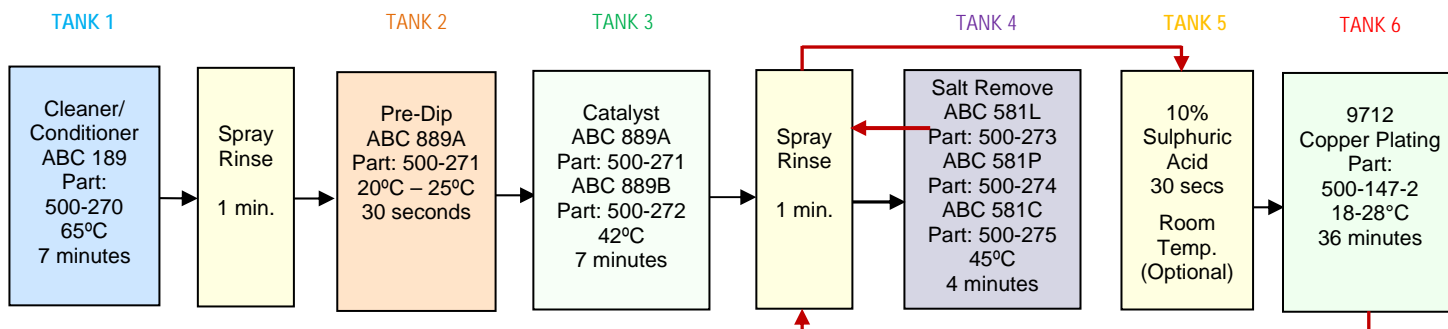 TANK 1
TANK 2
TANK 3
TANK 4
TANK 5
TANK 6
Cleaner/
Conditioner
ABC 189
Part:
500-270
65ºC
7 minutes
Spray
Rinse
1 min.
Pre-Dip
ABC 889A
Part: 500-271
20ºC – 25ºC
30 seconds
Catalyst
ABC 889A
Part: 500-271
ABC 889B
Part: 500-272
42ºC
7 minutes
Spray
Rinse
1 min.
Salt Remove
ABC 581L
Part: 500-273
ABC 581P
Part: 500-274
ABC 581C
Part: 500-275
45ºC
4 minutes
10%
Sulphuric
Acid
30 secs
Room
Temp.
(Optional)
9712
Copper Plating
Part:
500-147-2
18-28°C
36 minutes